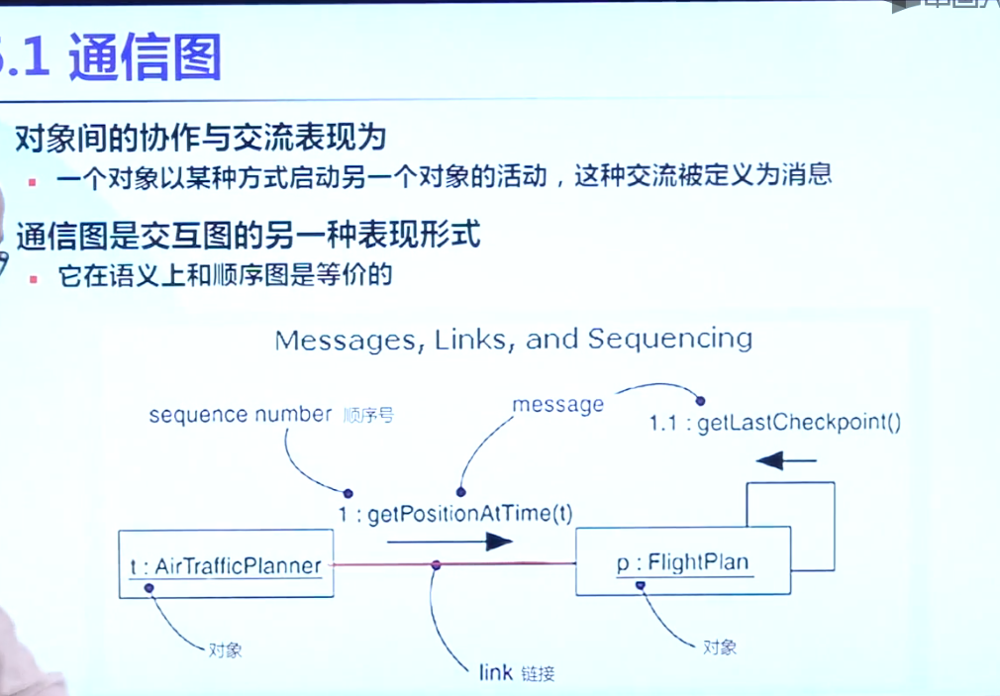 .1 通信图
对象间的协作与交流表现为
一个对象以某种方式启动另一个对象的活动，这种交流被定义为消息
通信图是交互图的另一种表现形式
它在语义上和顺序图是等价的
Messages, Links, and Sequencing
sequence number 顺序号
message
1.1 : getLastCheckpoint()
1 : getPositionAtTime(t)
t : AirTrafficPlanner
p : FlightPlan
对象
对象
link 链接